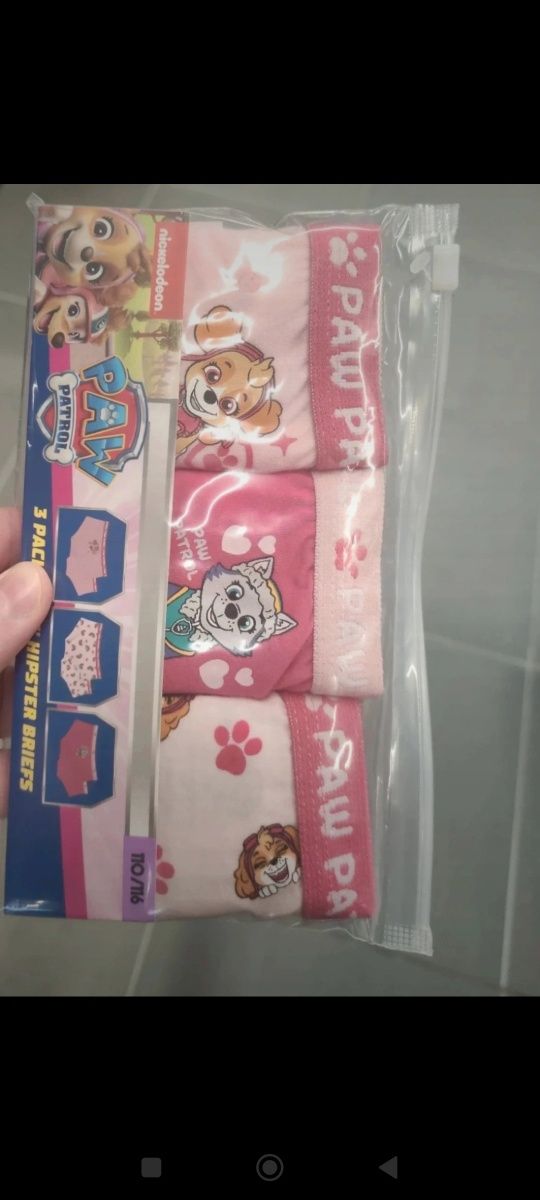 nickelodeon
PAW
PATROL
3 PACK HIPSTER BRIEFS
110/116
PAW PA
PAW
PATROL
PAW
PAW PA